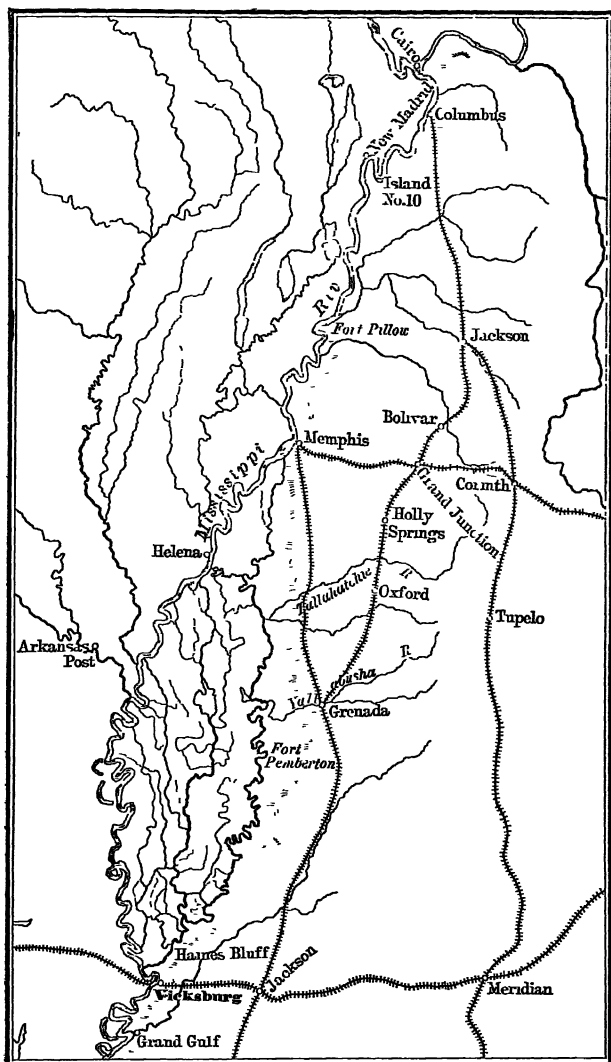 Cairo
New Madrid
Columbus
Island
No.10
Riv
Fort Pillow
Jackson
Bolivar
Memphis
Mississippi
Corinth
Grand Junction
Holly
Springs
Helena
Tullahatchie R
Oxford
Arkansas
Post
Tupelo
Yallabusha R
Grenada
Fort
Pemberton
Haines Bluff
Jackson
Vicksburg
Meridian
Grand Gulf